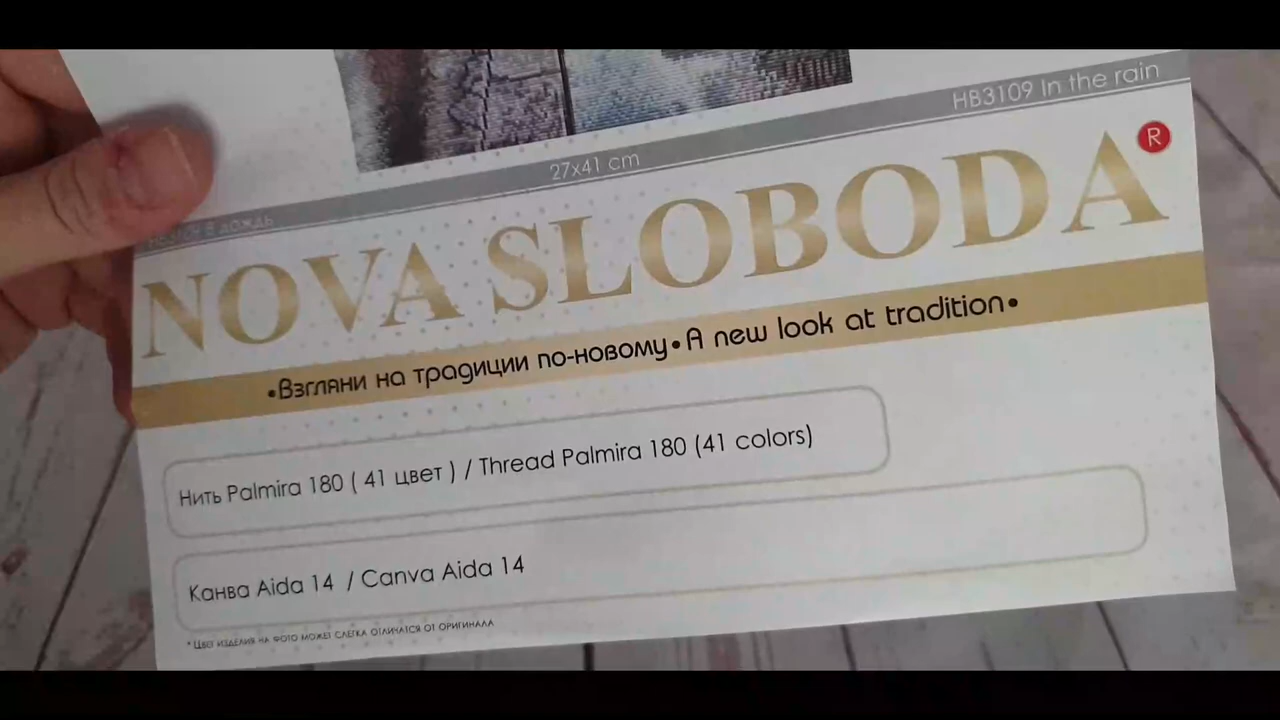 HB3109 In the rain
27x41 cm
В дождь
NOVA SLOBODA
R
•Взгляни на традиции по-новому•A new look at tradition•
Нить Palmira 180 ( 41 цвет ) / Thread Palmira 180 (41 colors)
Канва Aida 14 / Canva Aida 14
* Цвет изделия на фото может слегка отличатся от оригинала